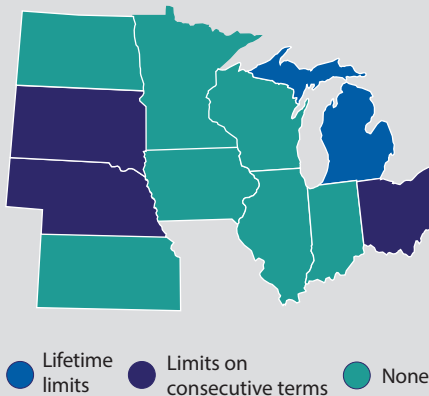 Lifetime
limits
Limits on
consecutive terms
None